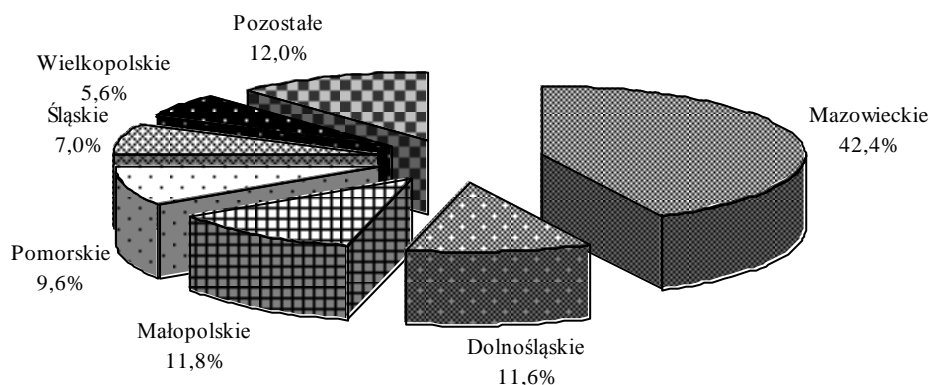 Pozostałe
12,0%
Wielkopolskie
5,6%
Śląskie
7,0%
Mazowieckie
42,4%
Pomorskie
9,6%
Małopolskie
11,8%
Dolnośląskie
11,6%